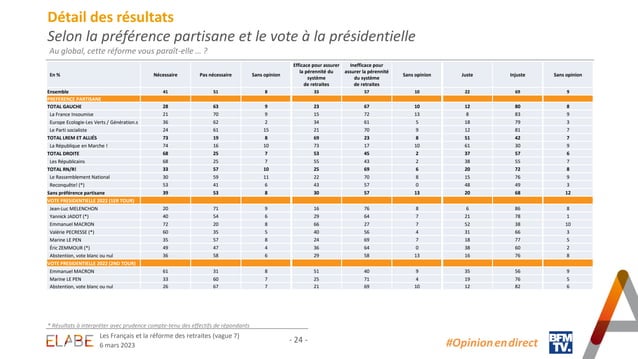 Détail des résultats
Selon la préférence partisane et le vote à la présidentielle
Au global, cette réforme vous paraît-elle … ?
En % Nécessaire Pas nécessaire Sans opinion Efficace pour assurer la pérennité du système de retraites Inefficace pour assurer la pérennité du système de retraites Sans opinion Juste Injuste Sans opinion
Ensemble 41 51 8 33 57 10 22 69 9
PREFERENCE PARTISANE
TOTAL GAUCHE 28 63 9 23 67 10 12 80 8
La France Insoumise 21 70 9 15 72 13 8 83 9
Europe Ecologie-Les Verts / Génération.s 36 62 2 34 61 5 18 79 3
Le Parti socialiste 24 61 15 21 70 9 12 81 7
TOTAL LREM ET ALLIÉS 73 19 8 69 23 8 51 42 7
La République en Marche ! 74 16 10 73 17 10 61 30 9
TOTAL DROITE 68 25 7 53 45 2 37 57 6
Les Républicains 68 25 7 55 43 2 38 55 7
TOTAL RN/R! 33 57 10 25 69 6 20 72 8
Le Rassemblement National 30 59 11 22 70 8 15 76 9
Reconquête! (*) 53 41 6 43 57 0 48 49 3
Sans préférence partisane 39 53 8 30 57 13 20 68 12
VOTE PRESIDENTIELLE 2022 (1ER TOUR)
Jean-Luc MELENCHON 20 71 9 16 76 8 6 86 8
Yannick JADOT (*) 40 54 6 29 64 7 21 78 1
Emmanuel MACRON 72 20 8 66 27 7 52 38 10
Valérie PECRESSE (*) 60 35 5 40 56 4 31 66 3
Marine LE PEN 35 57 8 24 69 7 18 77 5
Éric ZEMMOUR (*) 49 47 4 36 64 0 38 60 2
Abstention, vote blanc ou nul 36 58 6 29 58 13 16 76 8
VOTE PRESIDENTIELLE 2022 (2ND TOUR)
Emmanuel MACRON 61 31 8 51 40 9 35 56 9
Marine LE PEN 33 60 7 25 71 4 19 76 5
Abstention, vote blanc ou nul 26 67 7 21 69 10 12 82 6
* Résultats à interpréter avec prudence compte-tenu des effectifs de répondants
ELABE
Les Français et la réforme des retraites (vague 7)
6 mars 2023
- 24 -
#Opinionendirect
BFM
TV.